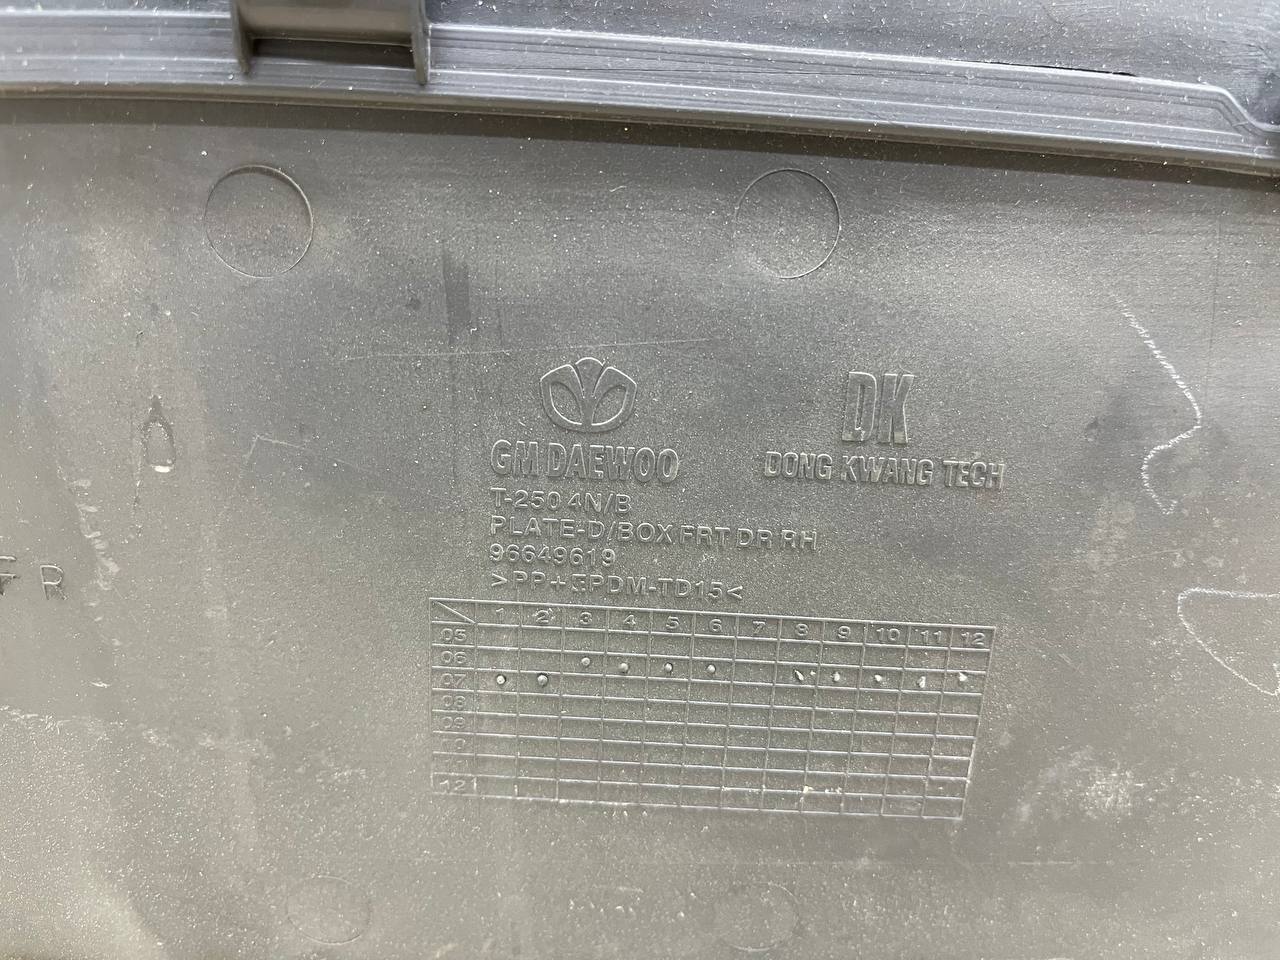 GM DAEWOO
DK
DONG KWANG TECH
T-250 4N/B
PLATE-D/BOX FRT DR RH
96649619
>PP+EPDM-TD15<
1 2 3 4 5 6 7 8 9 10 11 12
05
06
07
08
09
10
12
R